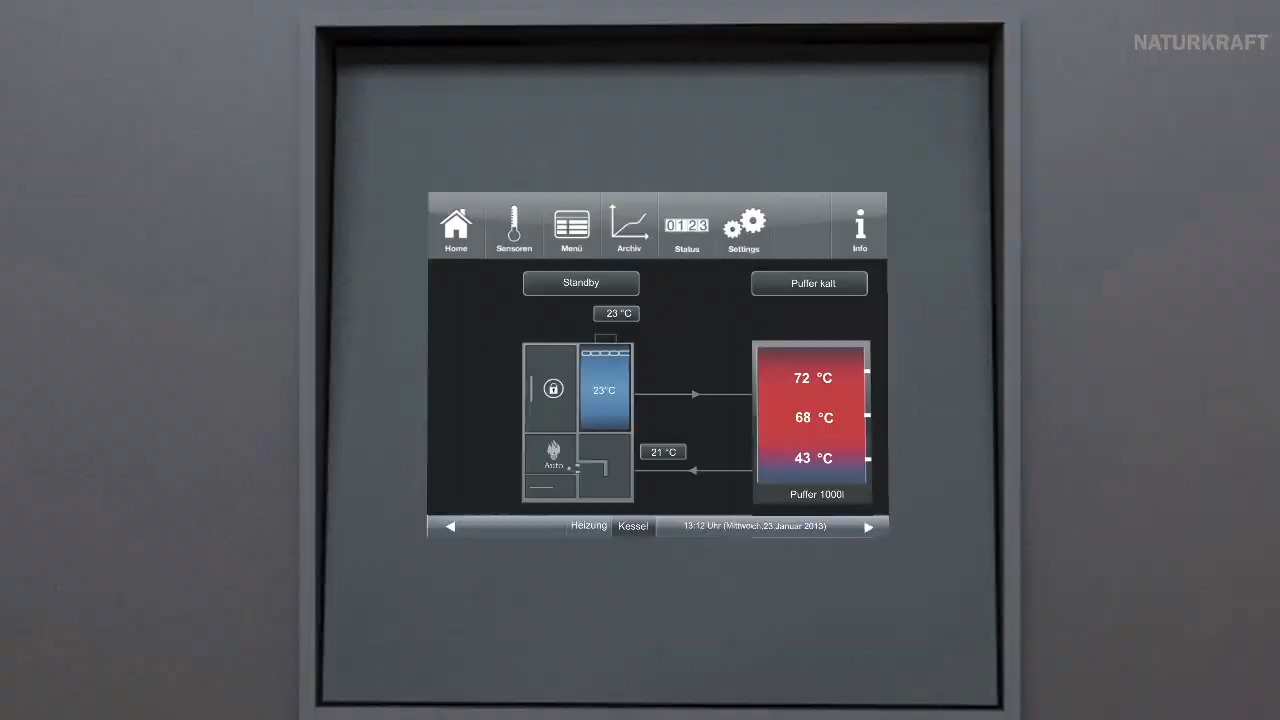 NATURKRAFT
Home
Sensoren
Menü
Archiv
0123
Status
Settings
i
Info
Standby
Puffer kalt
23 °C
23°C
72 °C
68 °C
Auto
21 °C
43 °C
Puffer 1000l
Heizung
Kessel
13:12 Uhr (Mittwoch,23.Januar 2013)